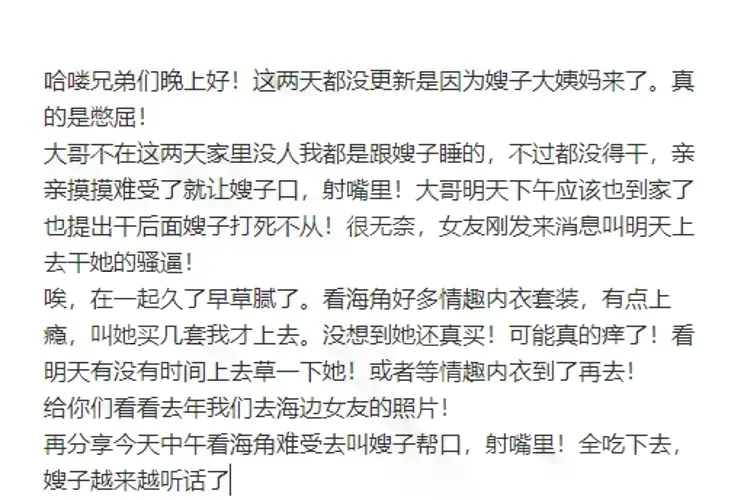 哈喽兄弟们晚上好！这两天都没更新是因为嫂子大姨妈来了。真
的是憋屈！
大哥不在这两天家里没人我都是跟嫂子睡的，不过都没得干，亲
亲摸摸难受了就让嫂子口，射嘴里！大哥明天下午应该也到家了
也提出干后面嫂子打死不从！很无奈，女友刚发来消息叫明天上
去干她的骚逼！
唉，在一起久了早草腻了。看海角好多情趣内衣套装，有点上
瘾，叫她买几套我才上去。没想到她还真买！可能真的痒了！看
明天有没有时间上去草一下她！或者等情趣内衣到了再去！
给你们看看去年我们去海边女友的照片！
再分享今天中午看海角难受去叫嫂子帮口，射嘴里！全吃下去，
嫂子越来越听话了